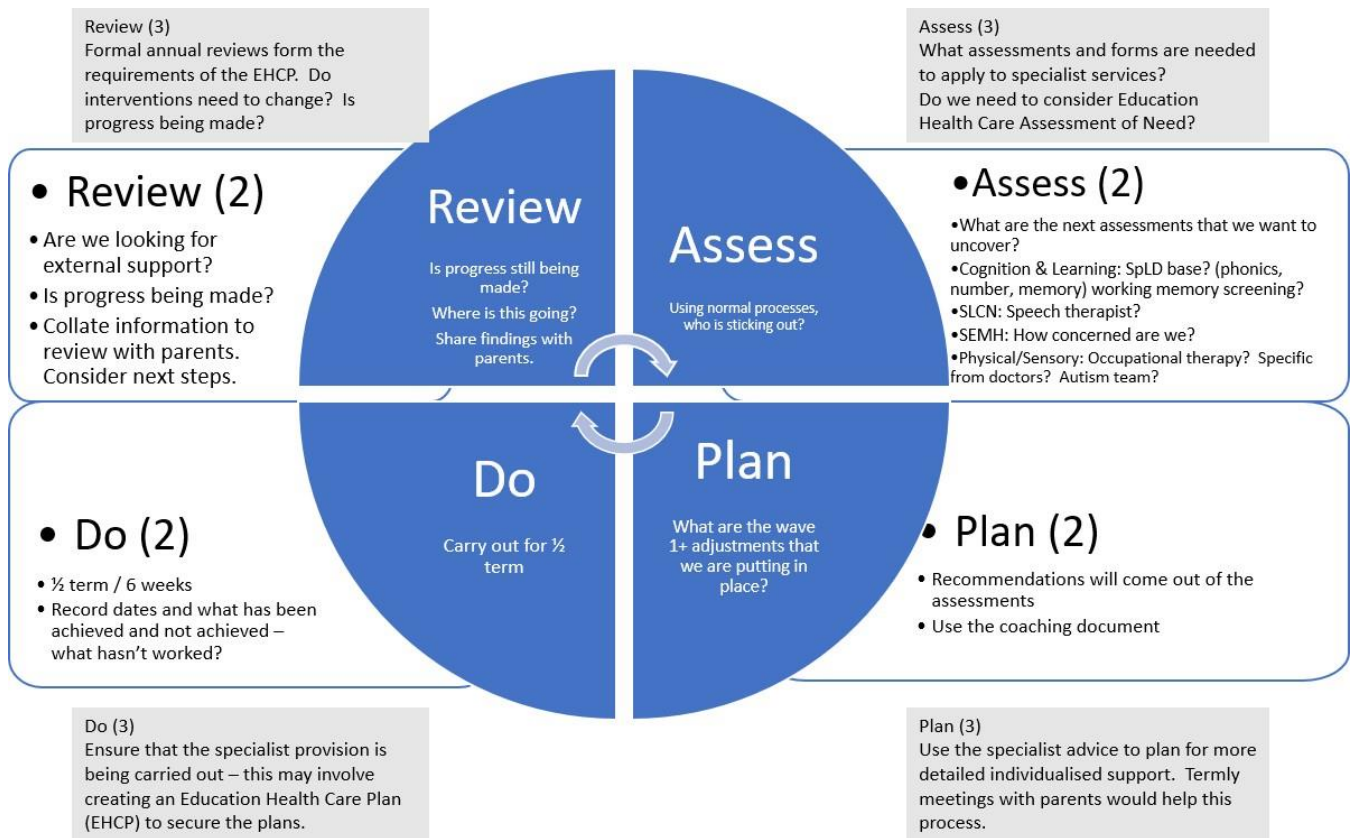 Review (3)
Formal annual reviews form the
requirements of the EHCP.  Do
interventions need to change?  Is
progress being made?
Assess (3)
What assessments and forms are needed
to apply to specialist services?
Do we need to consider Education
Health Care Assessment of Need?
• Review (2)
• Are we looking for
external support?
• Is progress being made?
• Collate information to
review with parents.
Consider next steps.
Review
Is progress still being
made?
Where is this going?
Share findings with
parents.
Assess
Using normal processes,
who is sticking out?
•Assess (2)
•What are the next assessments that we want to
uncover?
•Cognition & Learning: SpLD base? (phonics,
number, memory) working memory screening?
•SLCN: Speech therapist?
•SEMH: How concerned are we?
•Physical/Sensory: Occupational therapy?  Specific
from doctors?  Autism team?
• Do (2)
• ½ term / 6 weeks
• Record dates and what has been
achieved and not achieved –
what hasn’t worked?
Do
Carry out for ½
term
Plan
What are the wave
1+ adjustments that
we are putting in
place?
• Plan (2)
• Recommendations will come out of the
assessments
• Use the coaching document
Do (3)
Ensure that the specialist provision is
being carried out – this may involve
creating an Education Health Care Plan
(EHCP) to secure the plans.
Plan (3)
Use the specialist advice to plan for more
detailed individualised support.  Termly
meetings with parents would help this
process.